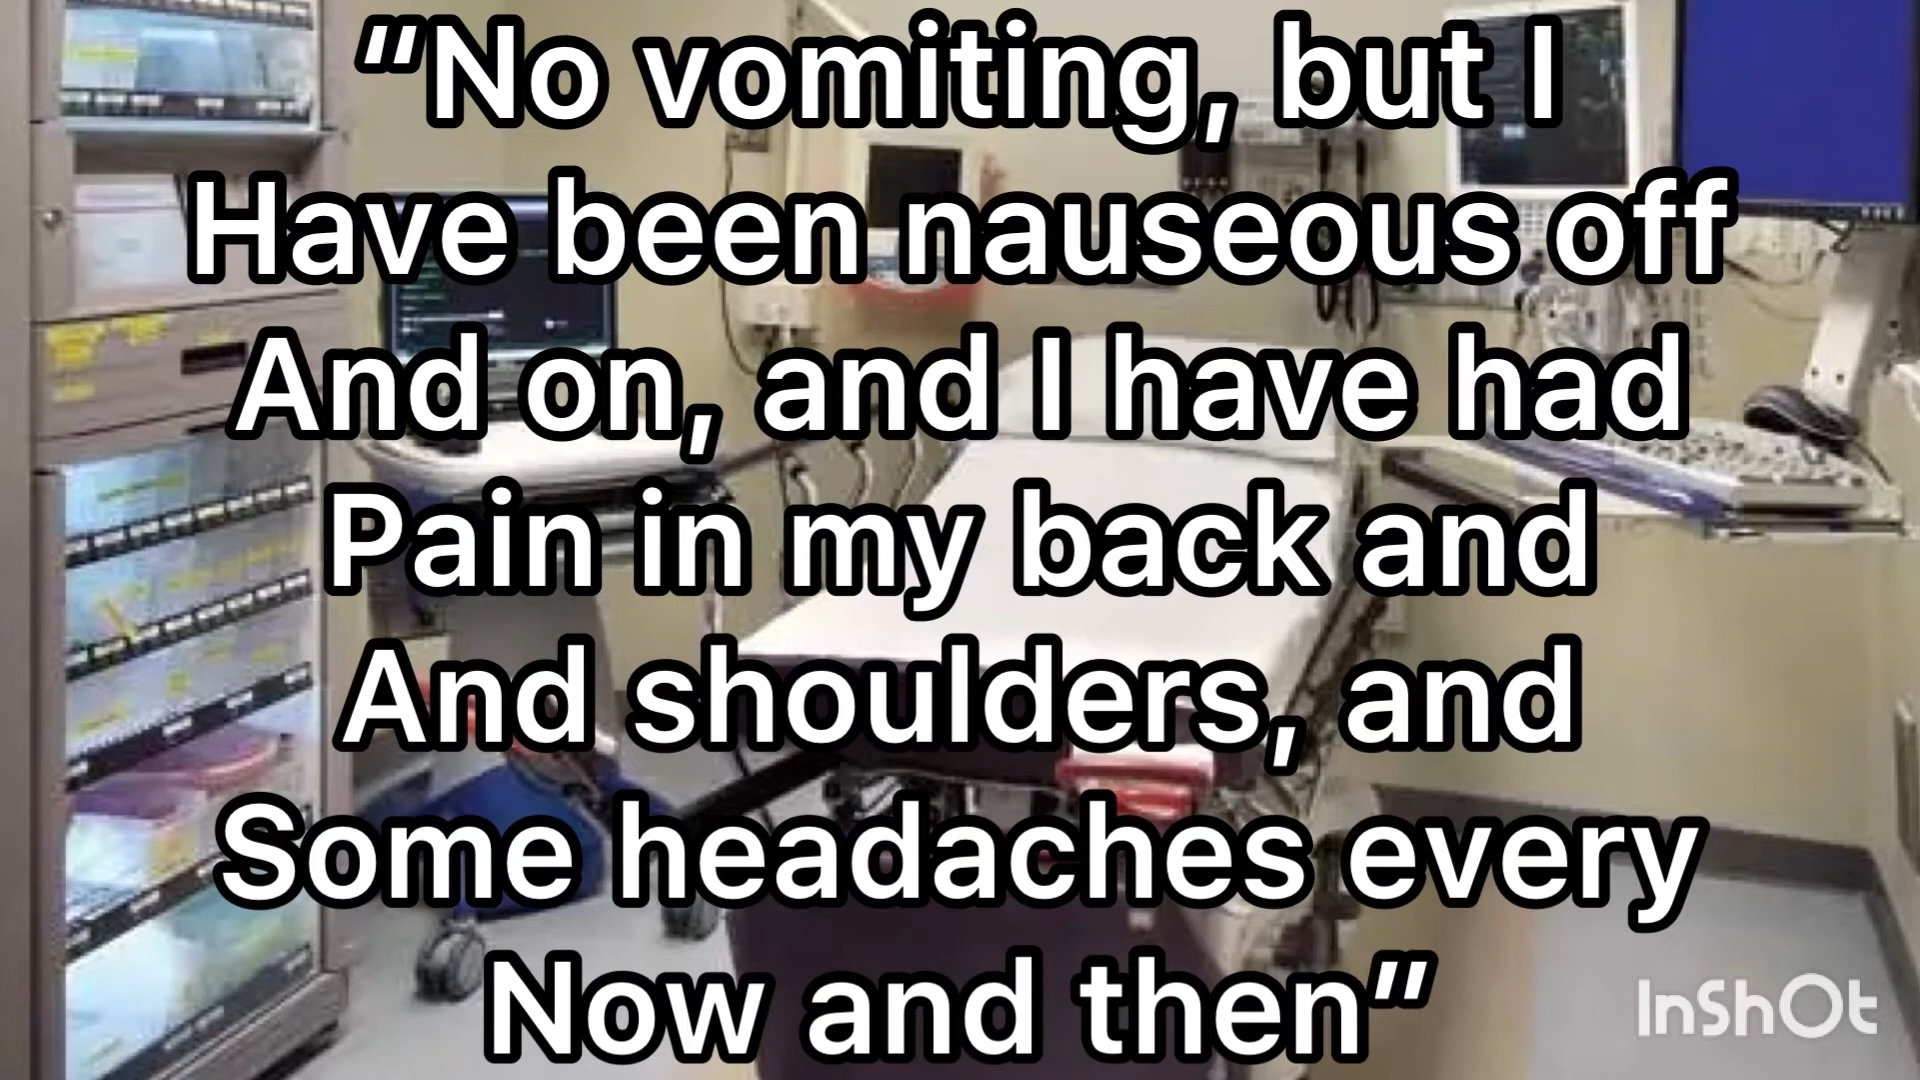 “No vomiting, but I
Have been nauseous off
And on, and I have had
Pain in my back and
And shoulders, and
Some headaches every
Now and then”
InShOt